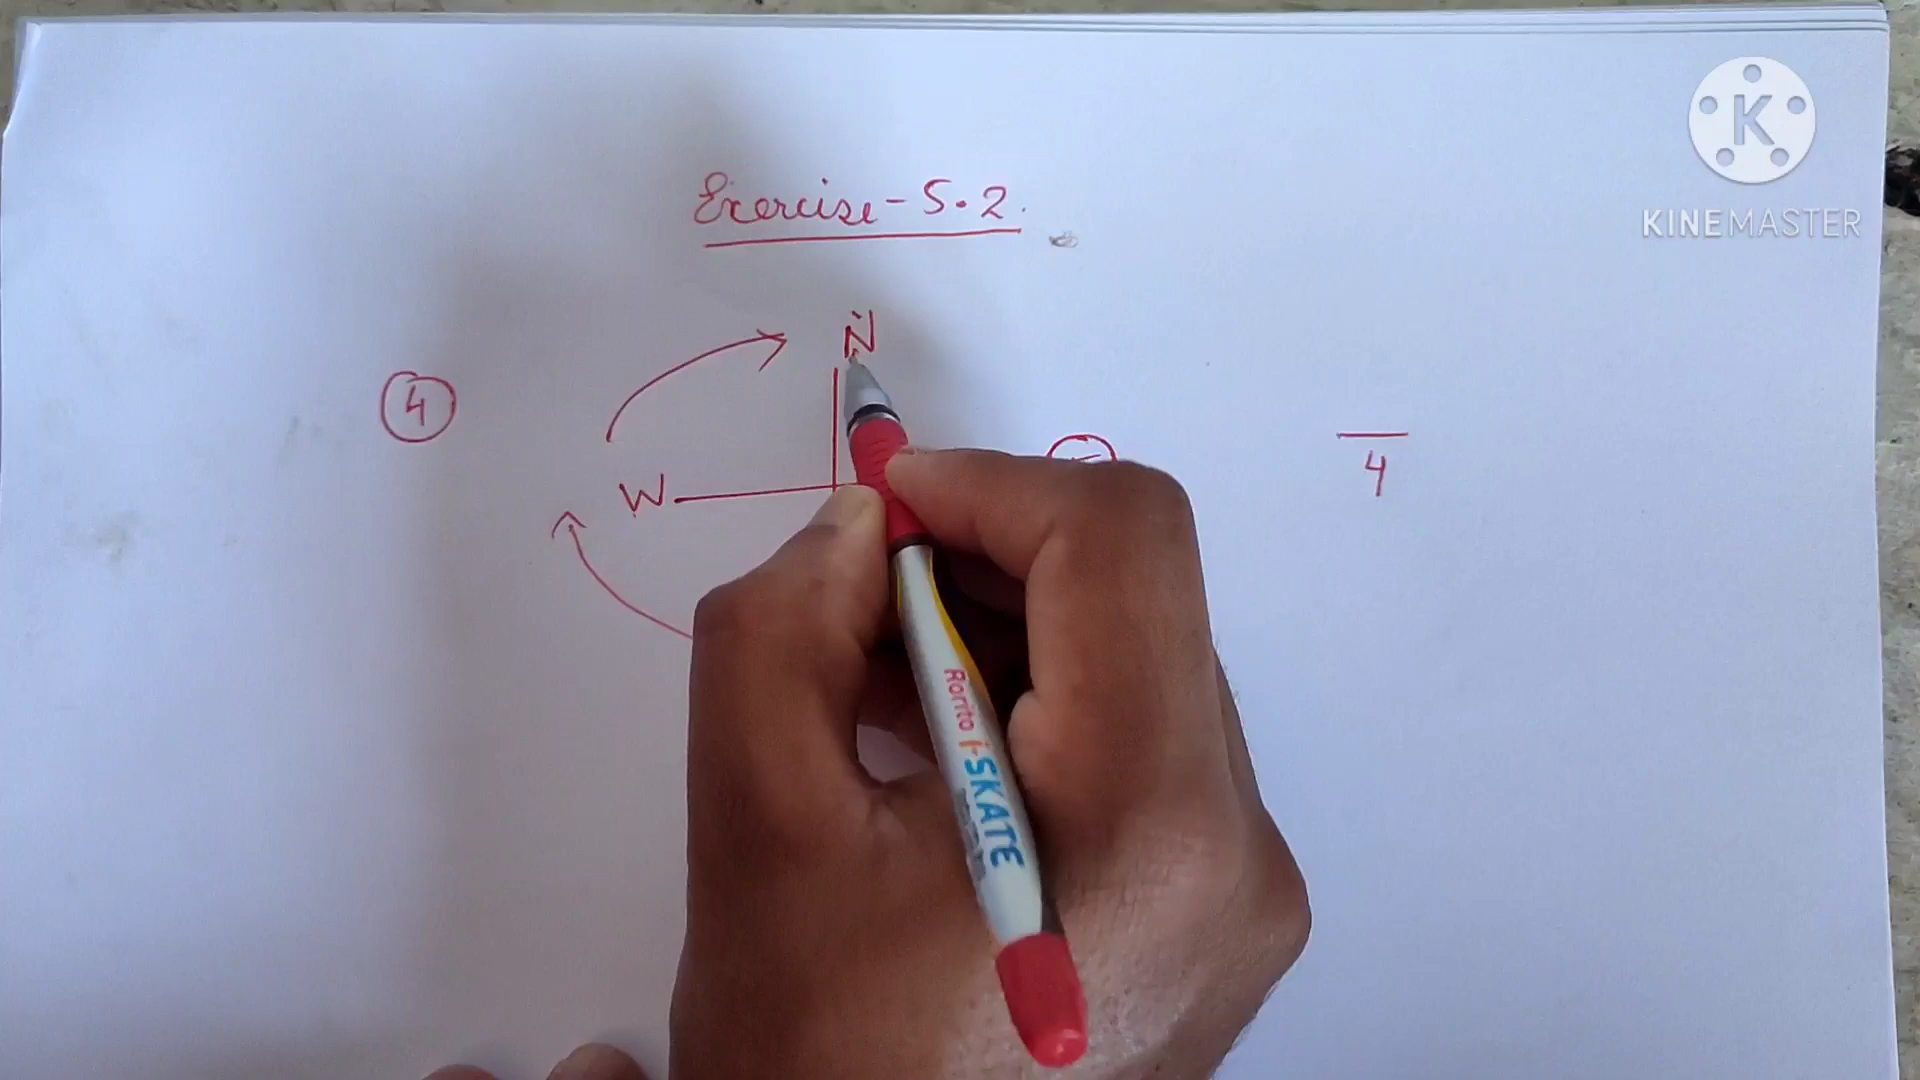 Exercise - 5.2.
N
4
W
4
Rorito i-SKATE
K
KINEMASTER